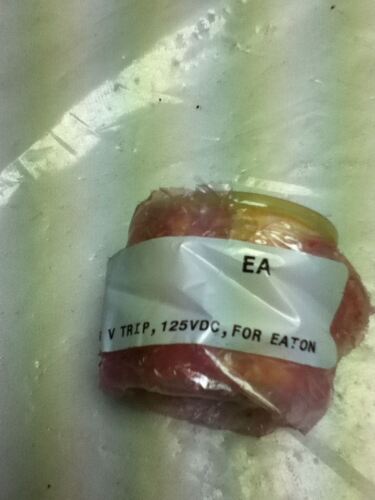 EA
V TRIP, 125VDC, FOR EATON